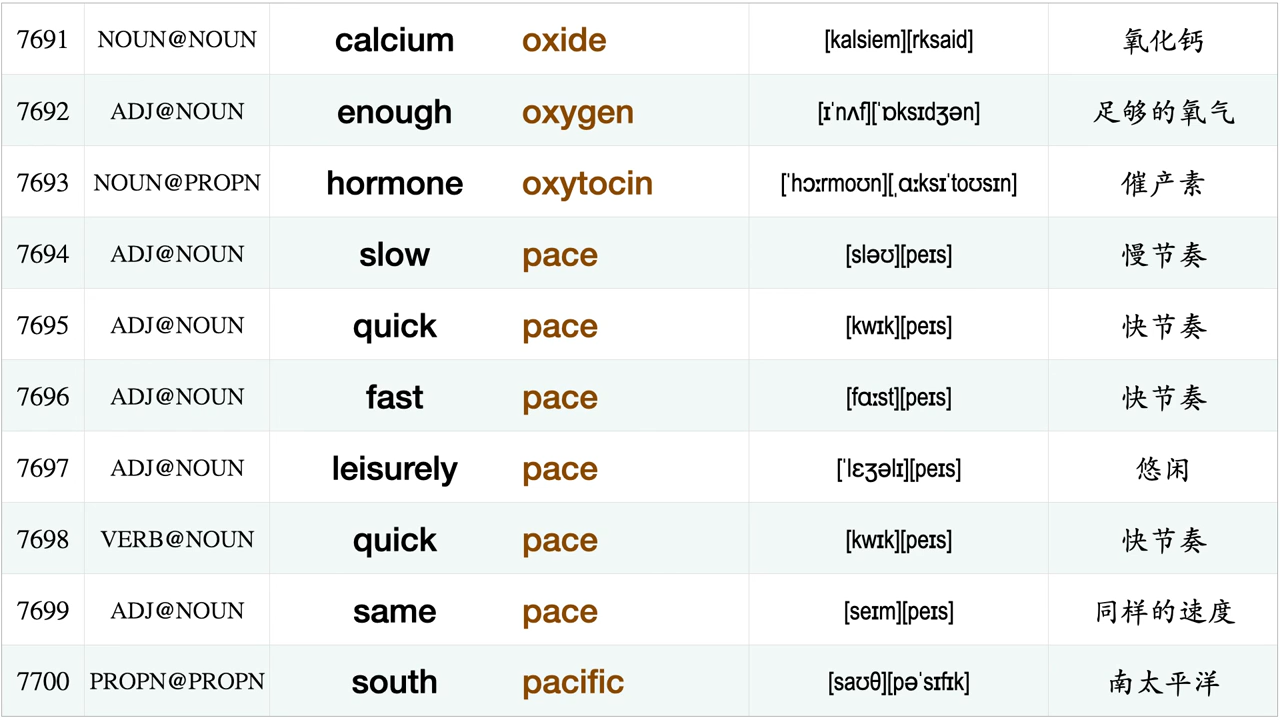 7691 NOUN@NOUN calcium oxide [kalsiem][rksaid] 氧化钙
7692 ADJ@NOUN enough oxygen [ɪˈnʌf][ˈɒksɪdʒən] 足够的氧气
7693 NOUN@PROPN hormone oxytocin [ˈhɔːrmoʊn][ˌɑːksɪˈtoʊsɪn] 催产素
7694 ADJ@NOUN slow pace [sləʊ][peɪs] 慢节奏
7695 ADJ@NOUN quick pace [kwɪk][peɪs] 快节奏
7696 ADJ@NOUN fast pace [fɑːst][peɪs] 快节奏
7697 ADJ@NOUN leisurely pace [ˈlɛʒəlɪ][peɪs] 悠闲
7698 VERB@NOUN quick pace [kwɪk][peɪs] 快节奏
7699 ADJ@NOUN same pace [seɪm][peɪs] 同样的速度
7700 PROPN@PROPN south pacific [saʊθ][pəˈsɪfɪk] 南太平洋